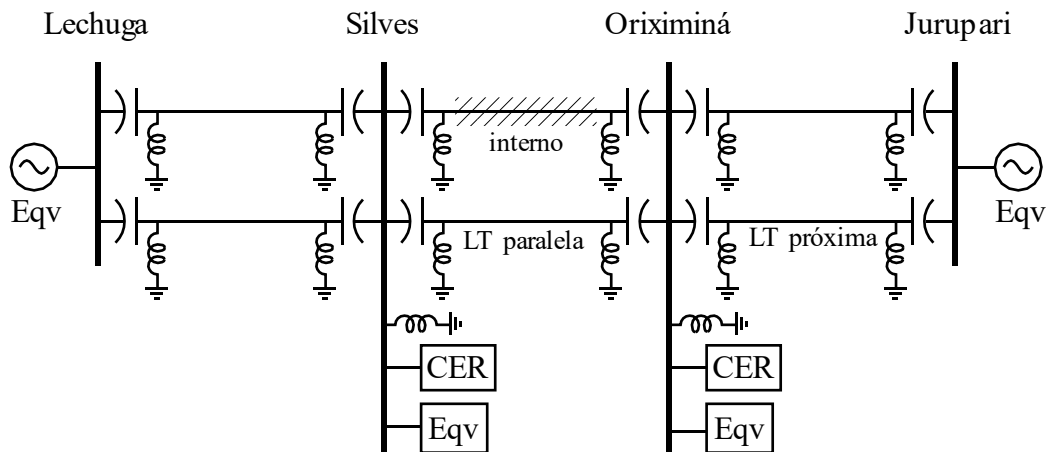 Lechuga
Silves
Oriximiná
Jurupari
interno
Eqv
Eqv
LT paralela
LT próxima
CER
CER
Eqv
Eqv